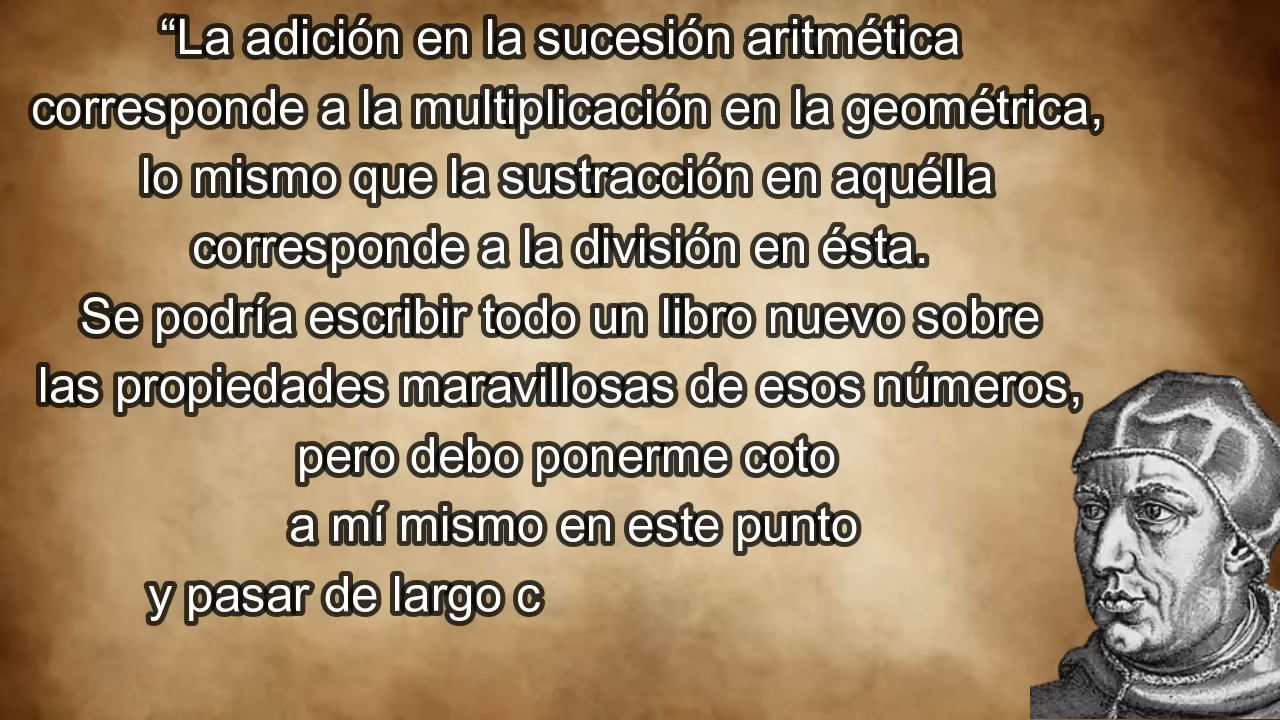 “La adición en la sucesión aritmética
corresponde a la multiplicación en la geométrica,
lo mismo que la sustracción en aquélla
corresponde a la división en ésta.
Se podría escribir todo un libro nuevo sobre
las propiedades maravillosas de esos números,
pero debo ponerme coto
a mí mismo en este punto
y pasar de largo c